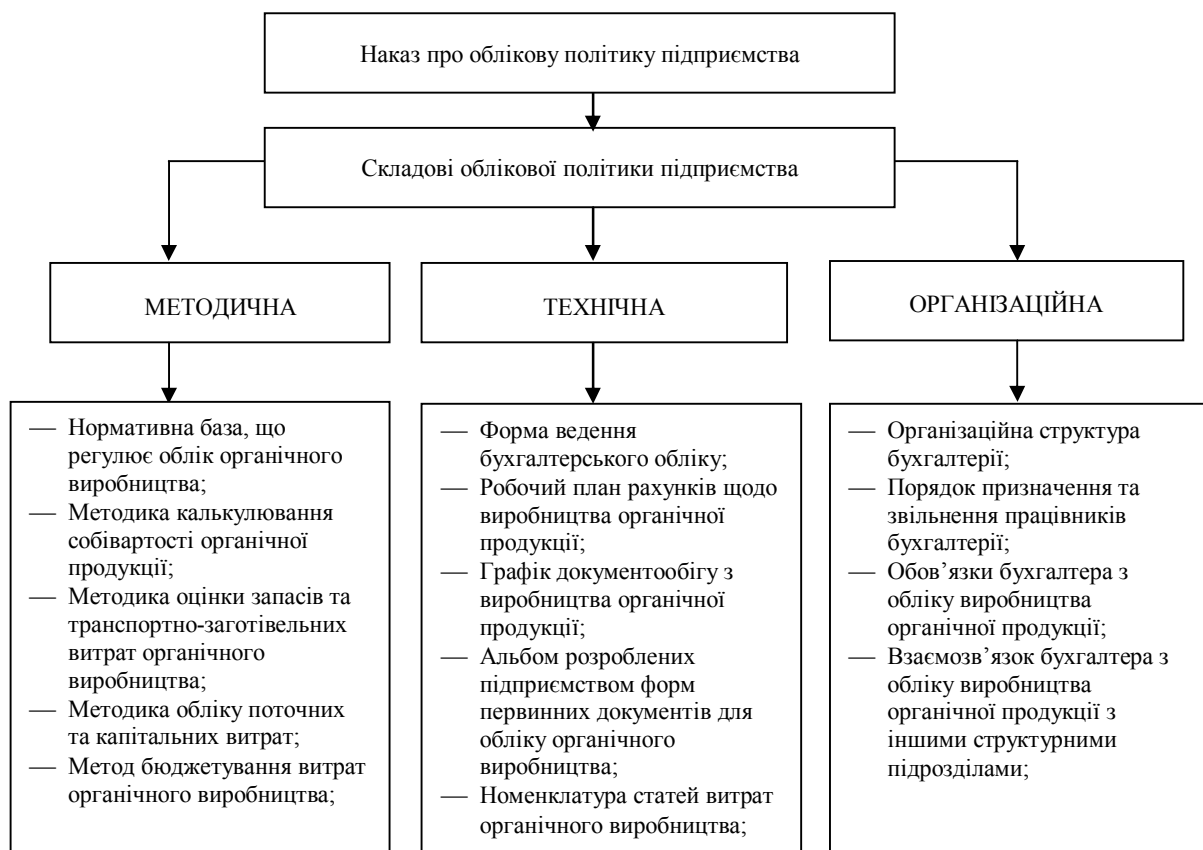 Наказ про облікову політику підприємства
Складові облікової політики підприємства
МЕТОДИЧНА
— Нормативна база, що
регулює облік органічного
виробництва;
— Методика калькулювання
собівартості органічної
продукції;
— Методика оцінки запасів та
транспортно-заготівельних
витрат органічного
виробництва;
— Методика обліку поточних
та капітальних витрат;
— Метод бюджетування витрат
органічного виробництва;
ТЕХНІЧНА
— Форма ведення
бухгалтерського обліку;
— Робочий план рахунків щодо
виробництва органічної
продукції;
— Графік документообігу з
виробництва органічної
продукції;
— Альбом розроблених
підприємством форм
первинних документів для
обліку органічного
виробництва;
— Номенклатура статей витрат
органічного виробництва;
ОРГАНІЗАЦІЙНА
— Організаційна структура
бухгалтерії;
— Порядок призначення та
звільнення працівників
бухгалтерії;
— Обов’язки бухгалтера з
обліку виробництва
органічної продукції;
— Взаємозв’язок бухгалтера з
обліку виробництва
органічної продукції з
іншими структурними
підрозділами;